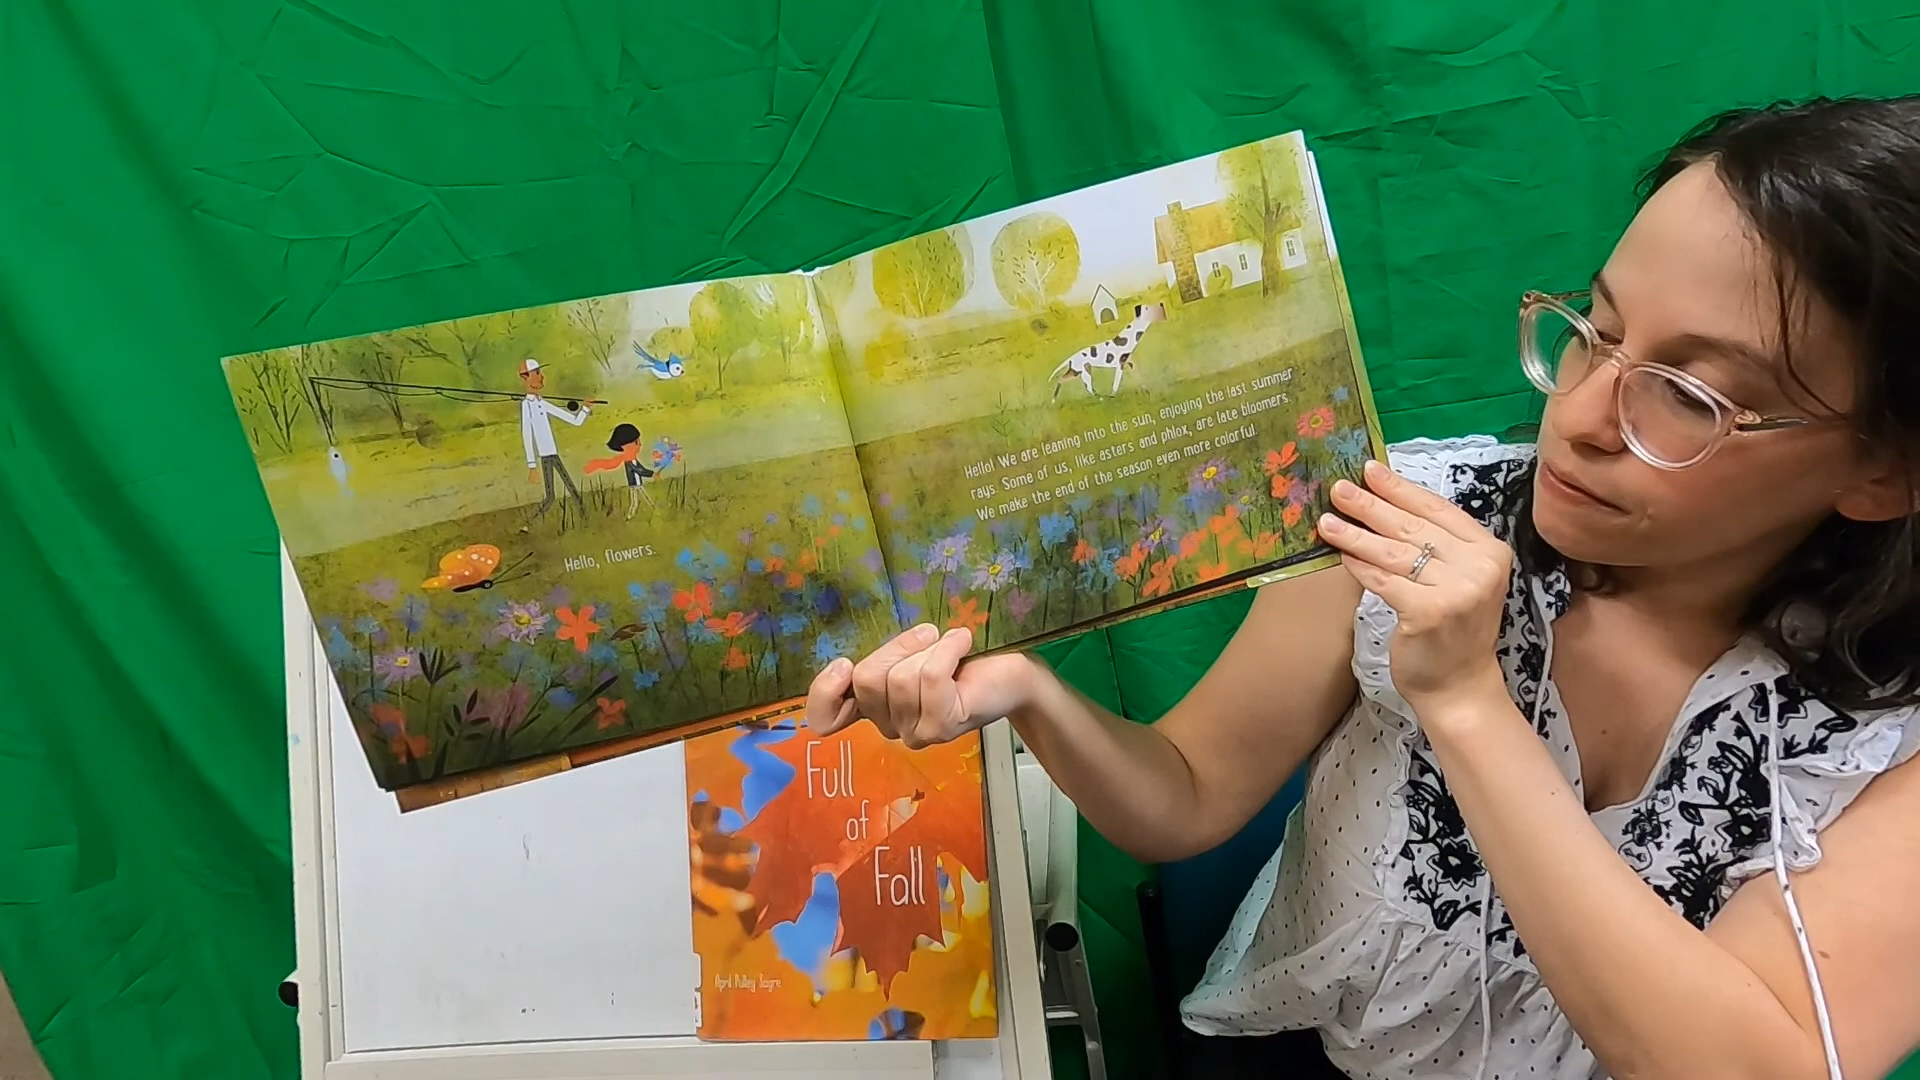 Hello, flowers.
Hello! We are leaning into the sun, enjoying the last summer
rays. Some of us, like asters and phlox, are late bloomers.
We make the end of the season even more colorful.
Full
of
Fall
April Pulley Sayre